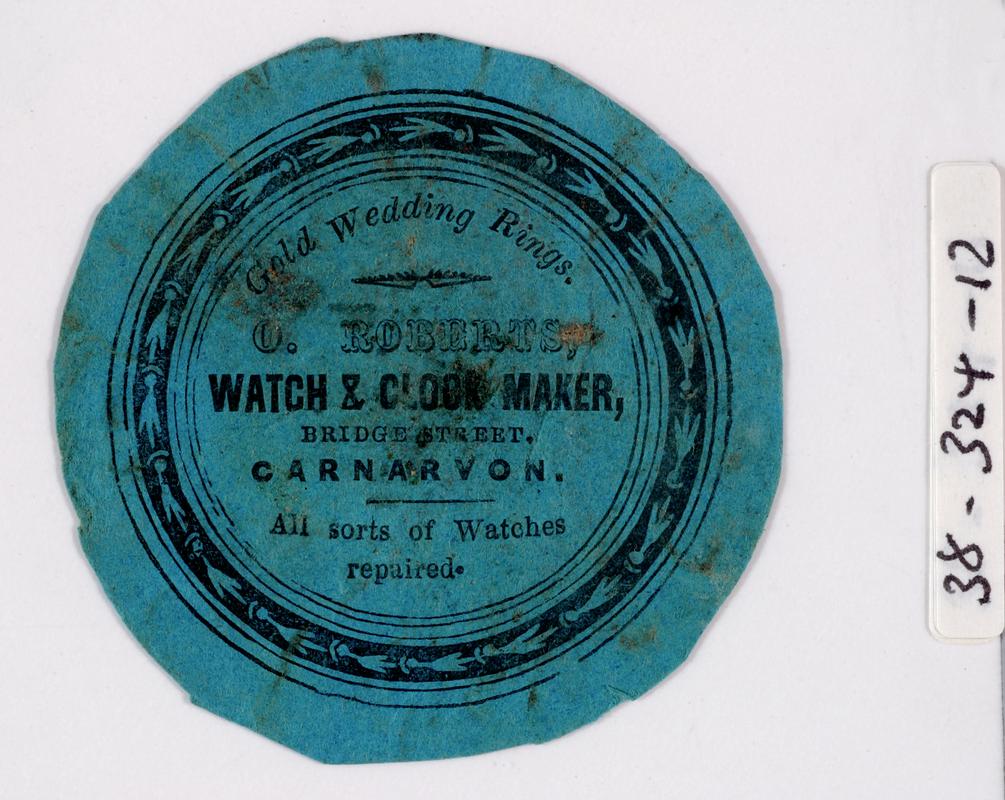 Gold Wedding Rings.
O. ROBERTS,
WATCH & CLOCK MAKER,
BRIDGE STREET.
CARNARVON.
All sorts of Watches
repaired.
38-324-12